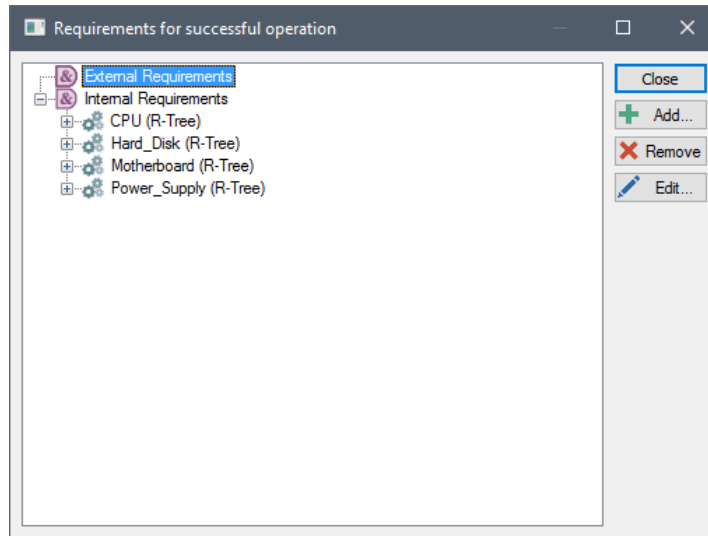 Requirements for successful operation
& External Requirements
& Internal Requirements
CPU (R-Tree)
Hard_Disk (R-Tree)
Motherboard (R-Tree)
Power_Supply (R-Tree)
Close
Add...
Remove
Edit...